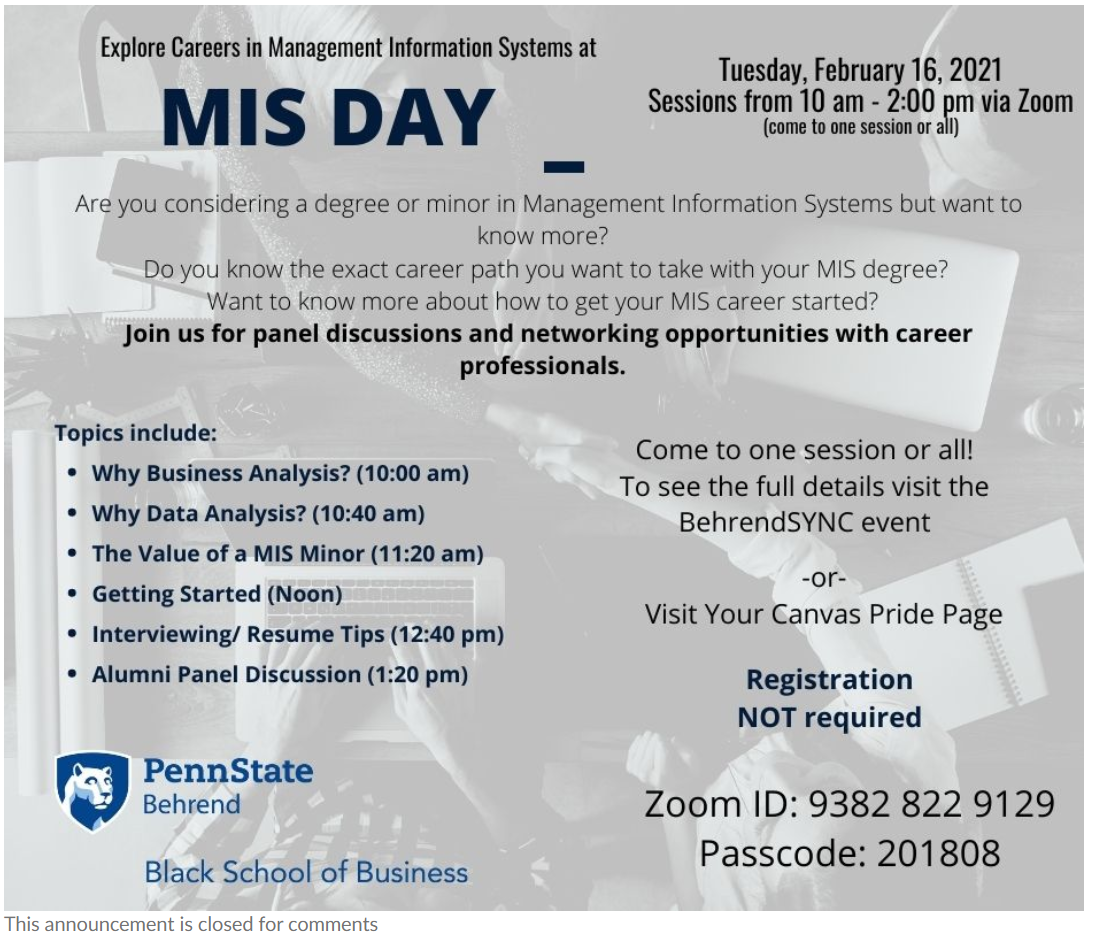 Explore Careers in Management Information Systems at
MIS DAY
Tuesday, February 16, 2021
Sessions from 10 am - 2:00 pm via Zoom
(come to one session or all)
Are you considering a degree or minor in Management Information Systems but want to
know more?
Do you know the exact career path you want to take with your MIS degree?
Want to know more about how to get your MIS career started?
Join us for panel discussions and networking opportunities with career
professionals.
Topics include:
• Why Business Analysis? (10:00 am)
• Why Data Analysis? (10:40 am)
• The Value of a MIS Minor (11:20 am)
• Getting Started (Noon)
• Interviewing/ Resume Tips (12:40 pm)
• Alumni Panel Discussion (1:20 pm)
Come to one session or all!
To see the full details visit the
BehrendSYNC event
-or-
Visit Your Canvas Pride Page
Registration
NOT required
PennState
Behrend
Black School of Business
Zoom ID: 9382 822 9129
Passcode: 201808
This announcement is closed for comments